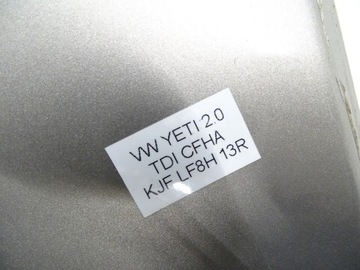 VW YETI 2.0
TDI CFHA
KJF LF8H 13R